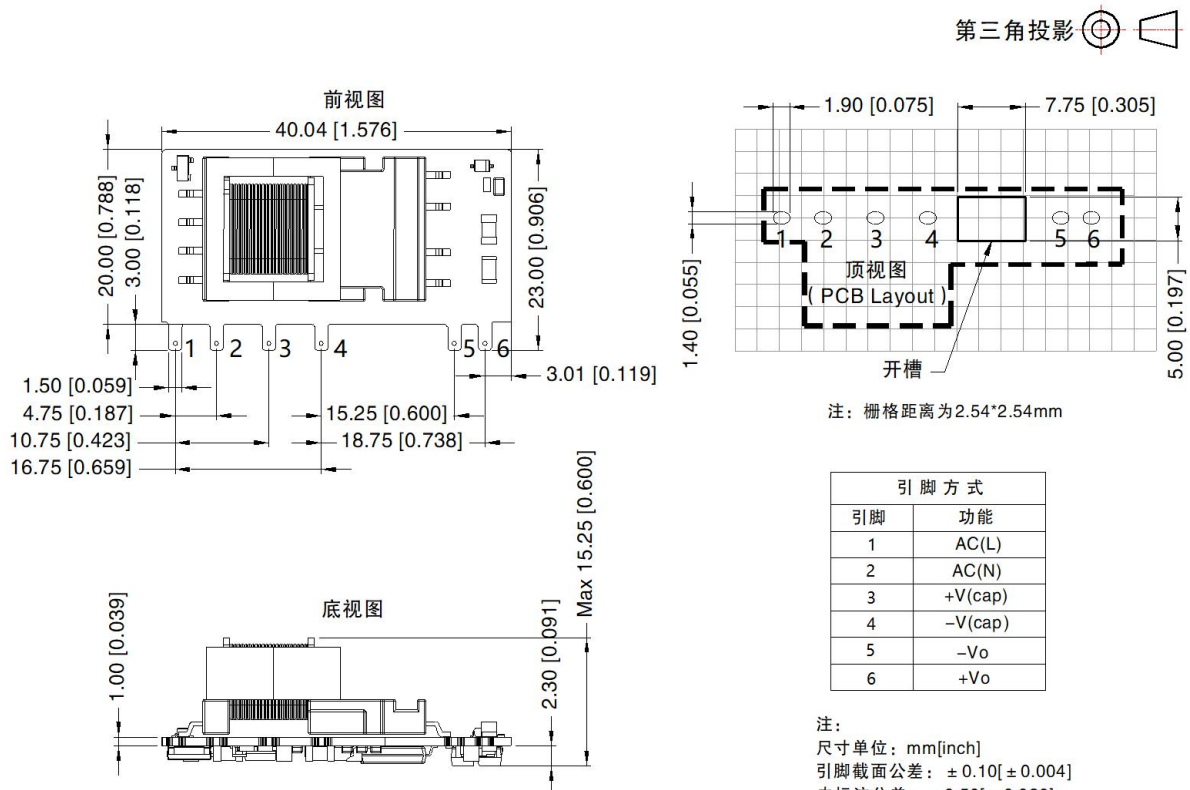 第三角投影
前视图
40.04 [1.576]
20.00 [0.788]
3.00 [0.118]
23.00 [0.906]
1 2 3 4 5 6
3.01 [0.119]
1.50 [0.059]
4.75 [0.187]
15.25 [0.600]
10.75 [0.423]
18.75 [0.738]
16.75 [0.659]
1.90 [0.075]
7.75 [0.305]
1 2 3 4 5 6
1.40 [0.055]
5.00 [0.197]
顶视图
( PCB Layout )
开槽
注: 栅格距离为2.54*2.54mm
底视图
1.00 [0.039]
2.30 [0.091]
Max 15.25 [0.600]
引脚方式
引脚 功能
1 AC(L)
2 AC(N)
3 +V(cap)
4 −V(cap)
5 −Vo
6 +Vo
注:
尺寸单位: mm[inch]
引脚截面公差: ±0.10[±0.004]